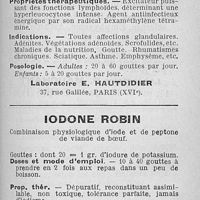 Propriétés thérapeutiques. — Excitateur puis-
sant des fonctions lymphoïdes, déterminant une
hyperleucocytose intense. Agent antiinfectieux
énergique par son radical hexaméthylène tétra-
mine.
Indications. — Toutes affections glandulaires,
Adénites, Végétations adénoïdes, Scrofulides, etc.
Maladies de la nutrition, Goutte, Rhumatismes
chroniques, Sciatique, Asthme, Emphysème, etc.
Posologie. — Adultes : 20 à 60 gouttes par jour,
Enfants : 5 à 20 gouttes par jour.
Laboratoire E. HAUTDIDIER
37, rue Galilée, PARIS (XVIe).
IODONE ROBIN
Combinaison physiologique d'iode et de peptone
de viande de bœuf.
Gouttes : dont 20 = 1 gr. d'iodure de potassium.
Doses et mode d'emploi. — 10 à 40 gouttes à
prendre en 2 fois aux repas dans un peu de
boisson.
Prop. thér. — Dépuratif, reconstituant assimi-
lable, non toxique, tolérance parfaite, jamais